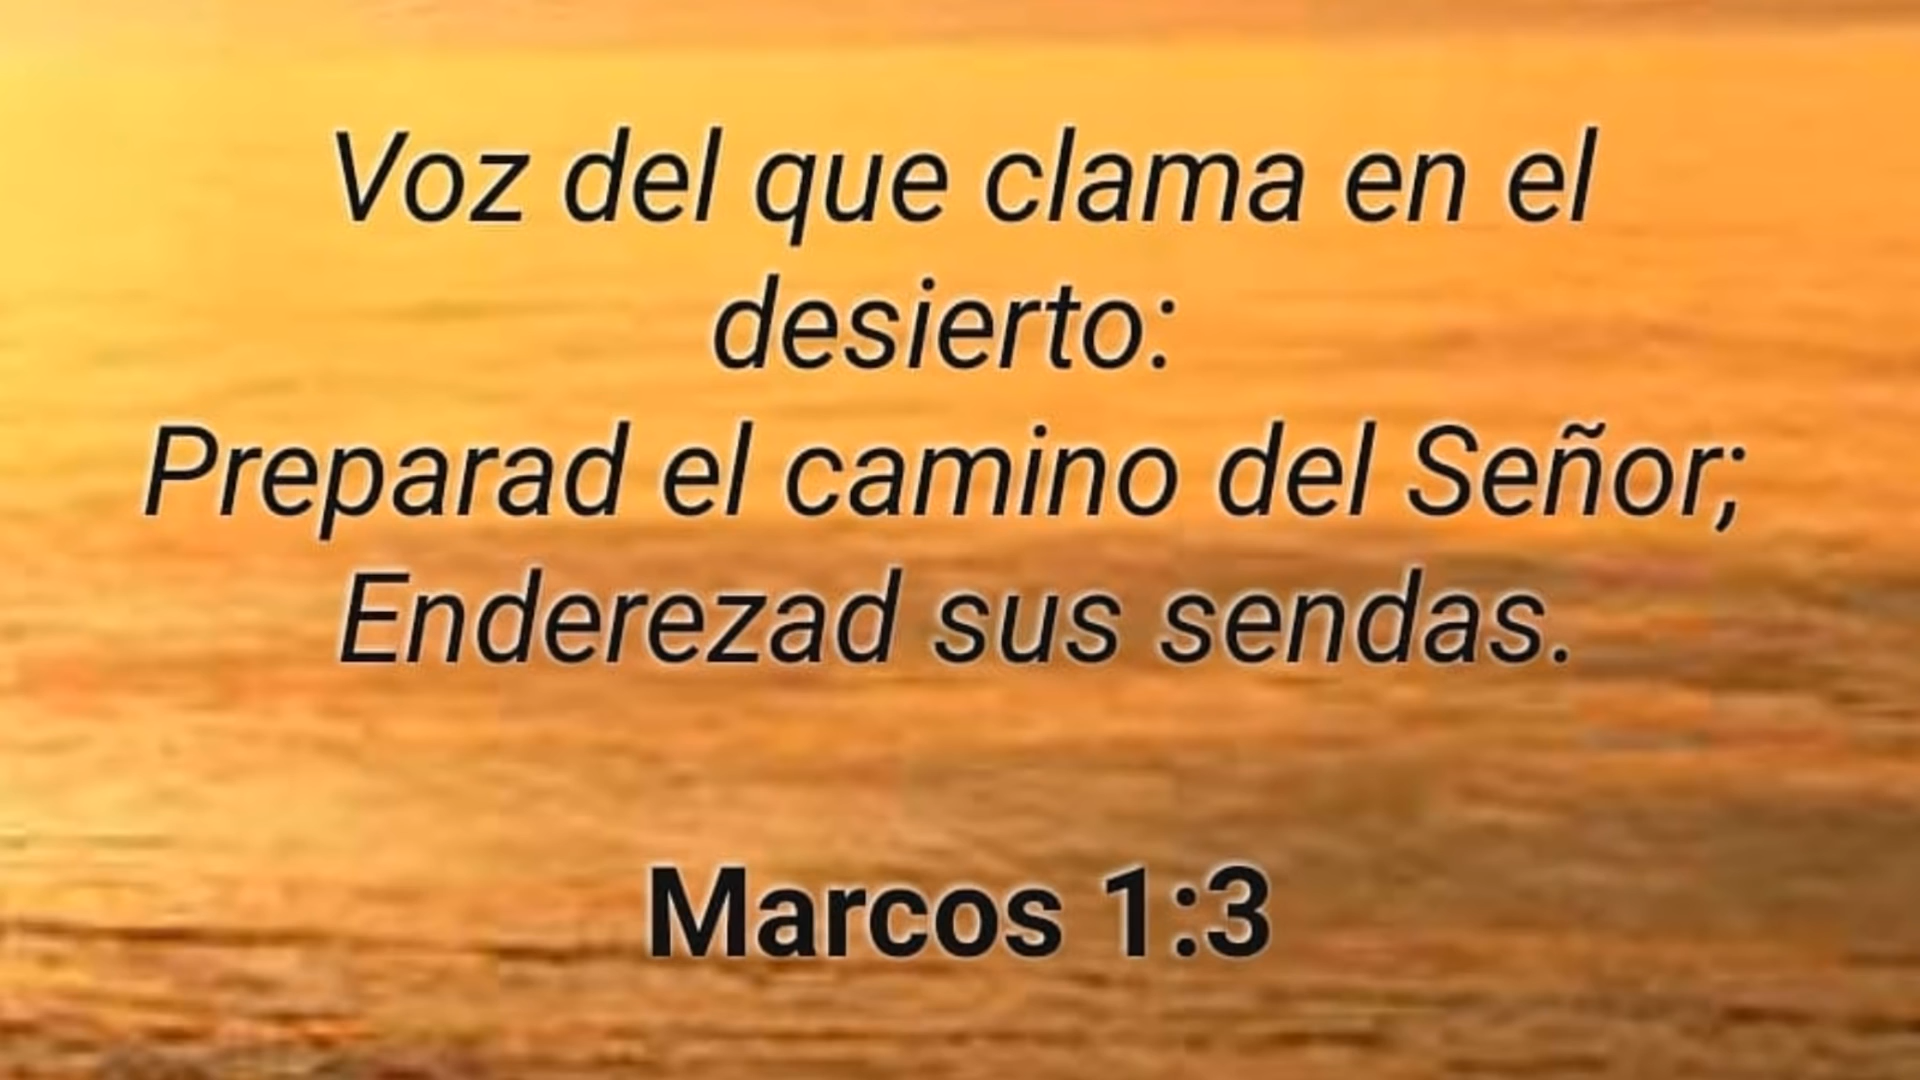 Voz del que clama en el
desierto:
Preparad el camino del Señor;
Enderezad sus sendas.
Marcos 1:3